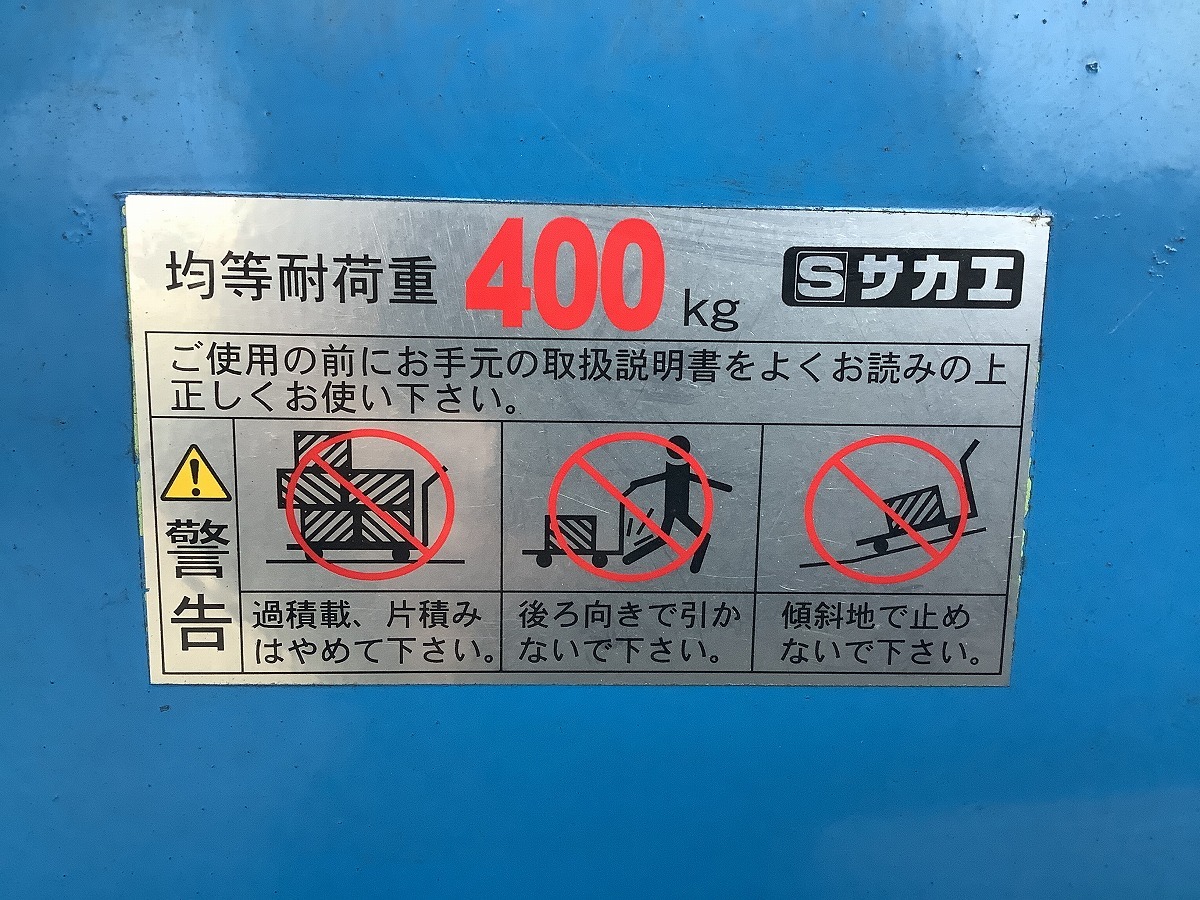 均等耐荷重 400 kg
S サカエ
ご使用の前にお手元の取扱説明書をよくお読みの上
正しくお使い下さい。
警告
過積載、片積み
はやめて下さい。
後ろ向きで引か
ないで下さい。
傾斜地で止め
ないで下さい。